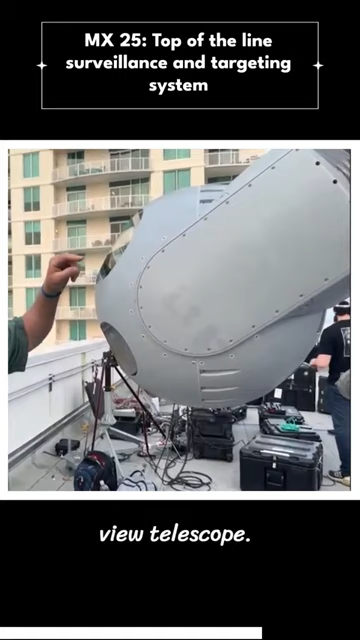 MX 25: Top of the line
surveillance and targeting
system
view telescope.